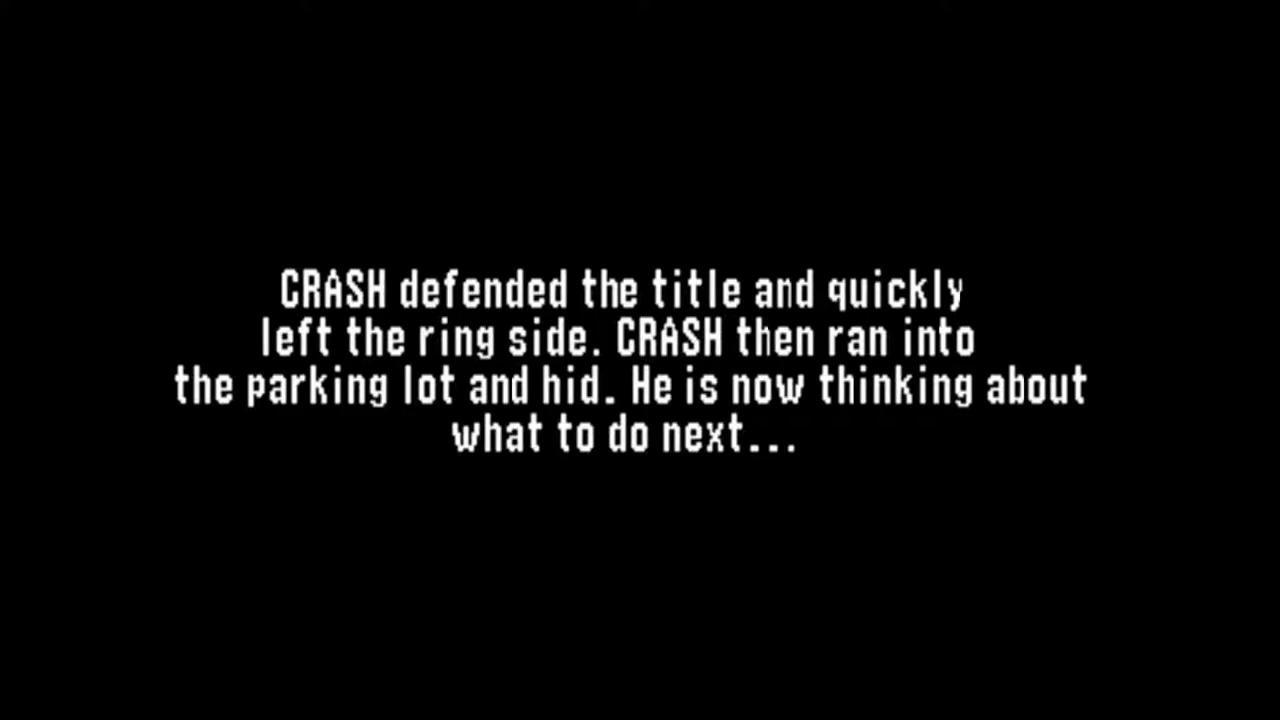 CRASH defended the title and quickly
left the ring side. CRASH then ran into
the parking lot and hid. He is now thinking about
what to do next...